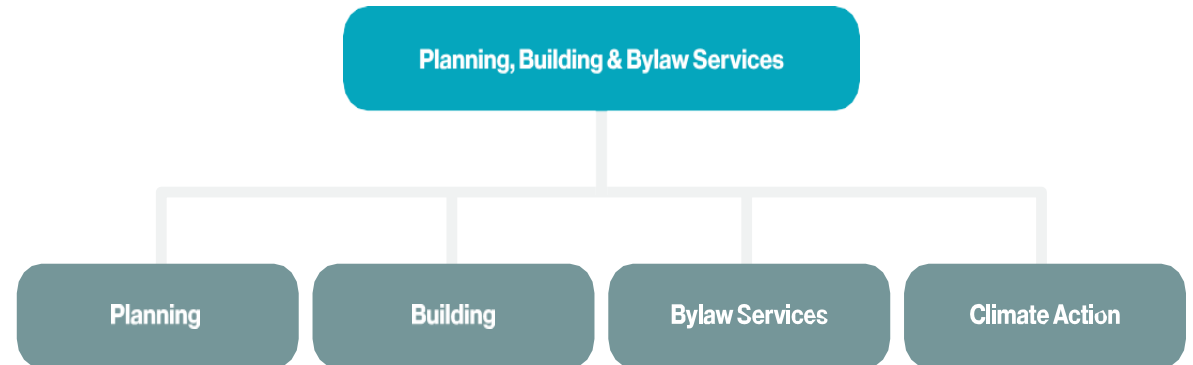 Planning, Building & Bylaw Services
Planning
Building
Bylaw Services
Climate Action